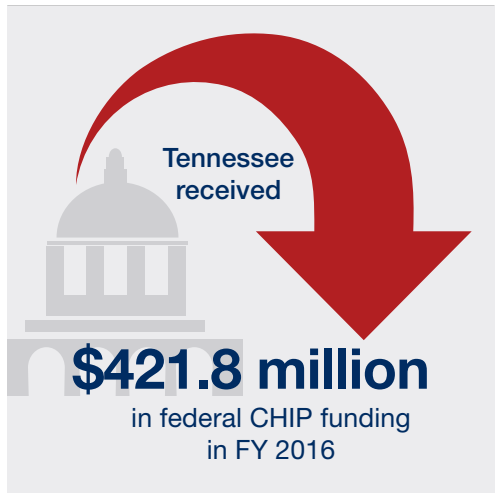 Tennessee
received
$421.8 million
in federal CHIP funding
in FY 2016